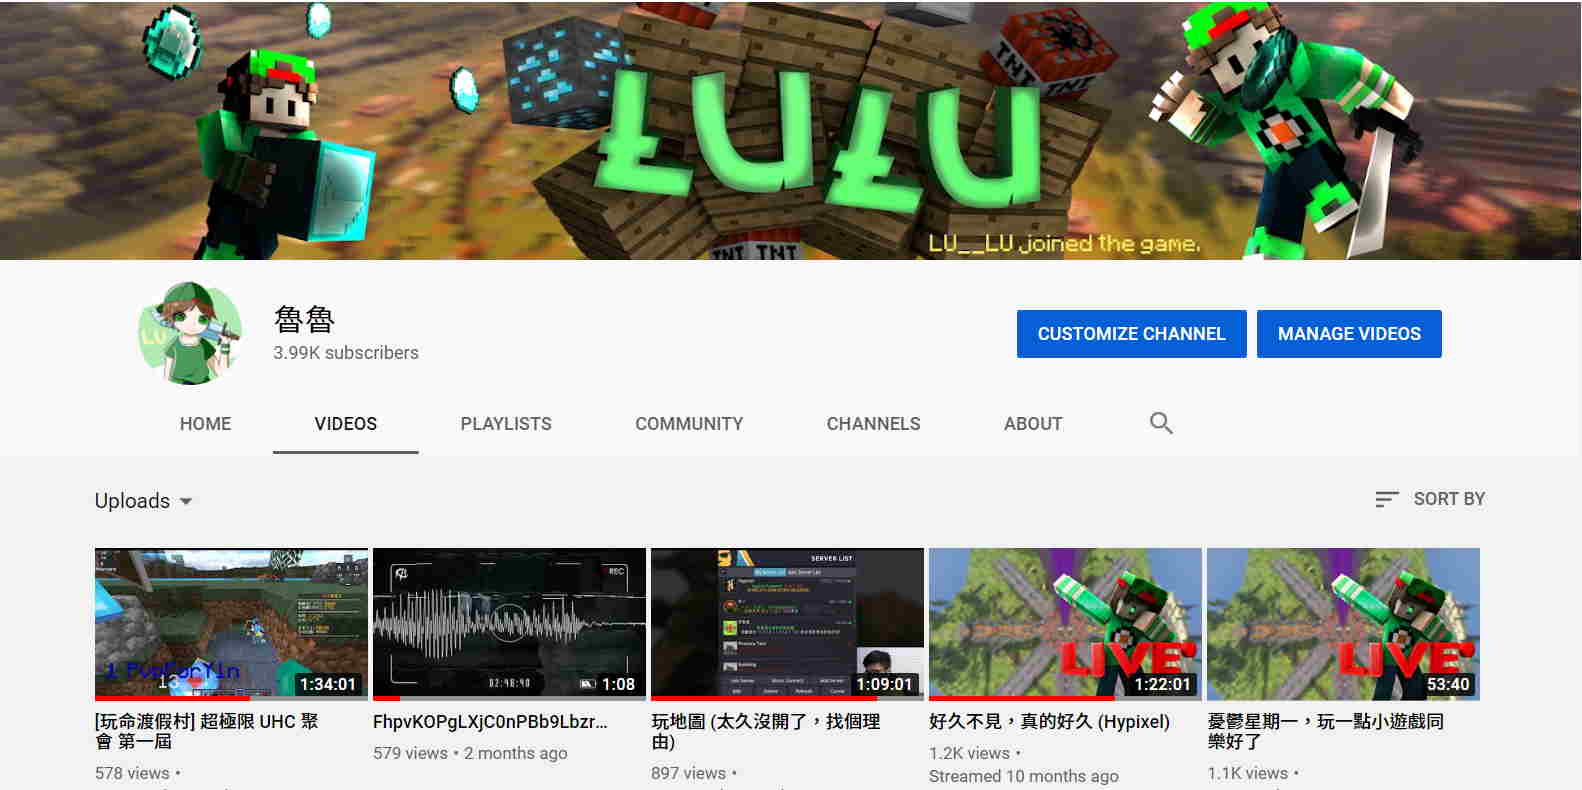 TNT
LULU
TNT TNT
LU__LU joined the game.
LU
魯魯
3.99K subscribers
CUSTOMIZE CHANNEL
MANAGE VIDEOS
HOME
VIDEOS
PLAYLISTS
COMMUNITY
CHANNELS
ABOUT
Uploads
SORT BY
1 PvpForYin
13
1:34:01
REC
02:48:40
1:08
SERVER LIST
1:09:01
LIVE
1:22:01
LIVE
53:40
[玩命渡假村] 超極限 UHC 聚
會 第一屆
578 views •
FhpvKOPgLXjC0nPBb9Lbzr...
579 views • 2 months ago
玩地圖 (太久沒開了，找個理
由)
897 views •
好久不見，真的好久 (Hypixel)
1.2K views •
Streamed 10 months ago
憂鬱星期一，玩一點小遊戲同
樂好了
1.1K views •